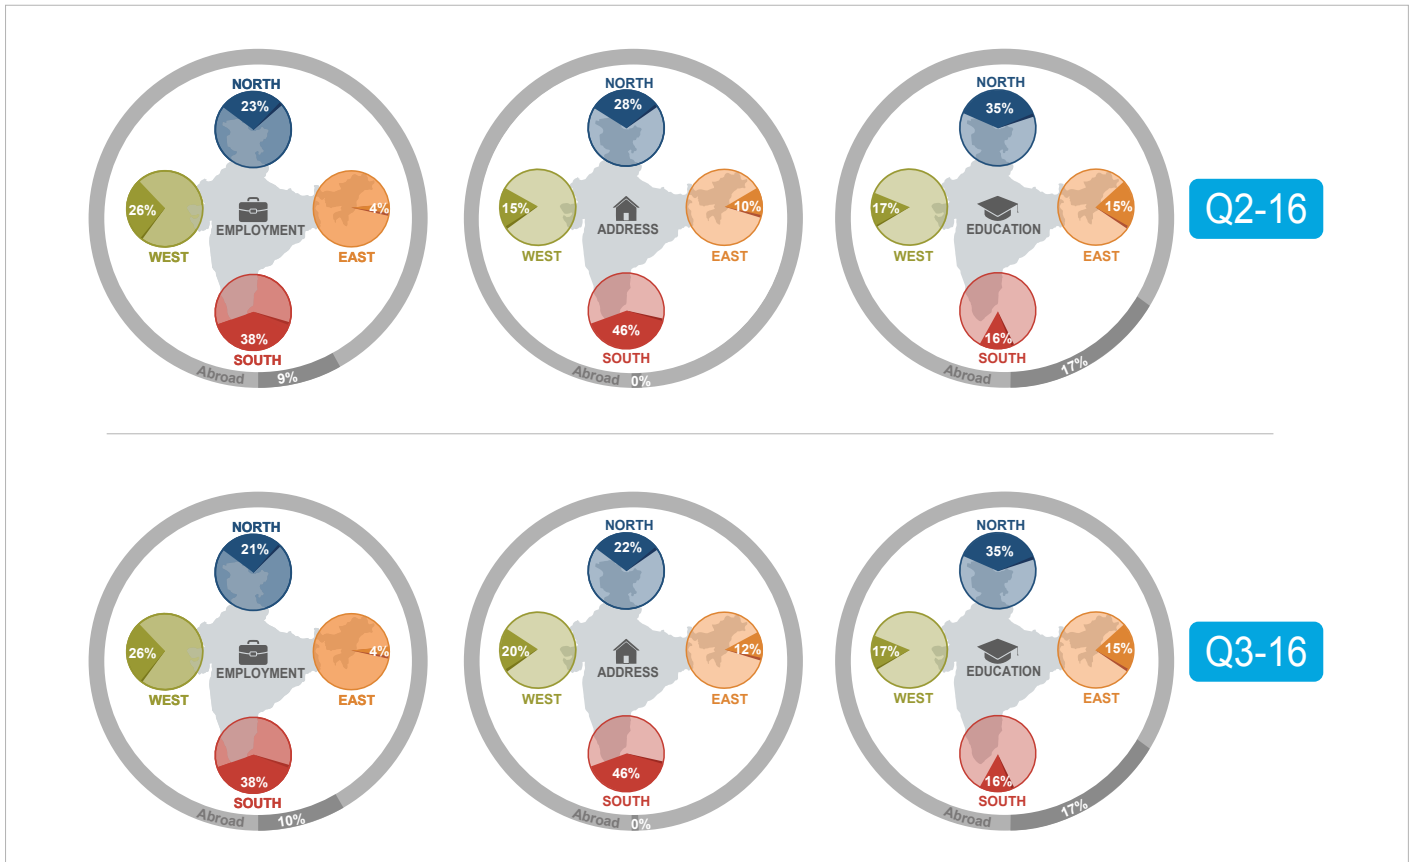 NORTH
23%
26%
WEST
EMPLOYMENT
4%
EAST
38%
SOUTH
Abroad 9%
NORTH
28%
15%
WEST
ADDRESS
10%
EAST
46%
SOUTH
Abroad 0%
NORTH
35%
17%
WEST
EDUCATION
15%
EAST
16%
SOUTH
Abroad 17%
Q2-16
NORTH
21%
26%
WEST
EMPLOYMENT
4%
EAST
38%
SOUTH
Abroad 10%
NORTH
22%
20%
WEST
ADDRESS
12%
EAST
46%
SOUTH
Abroad 0%
NORTH
35%
17%
WEST
EDUCATION
15%
EAST
16%
SOUTH
Abroad 17%
Q3-16